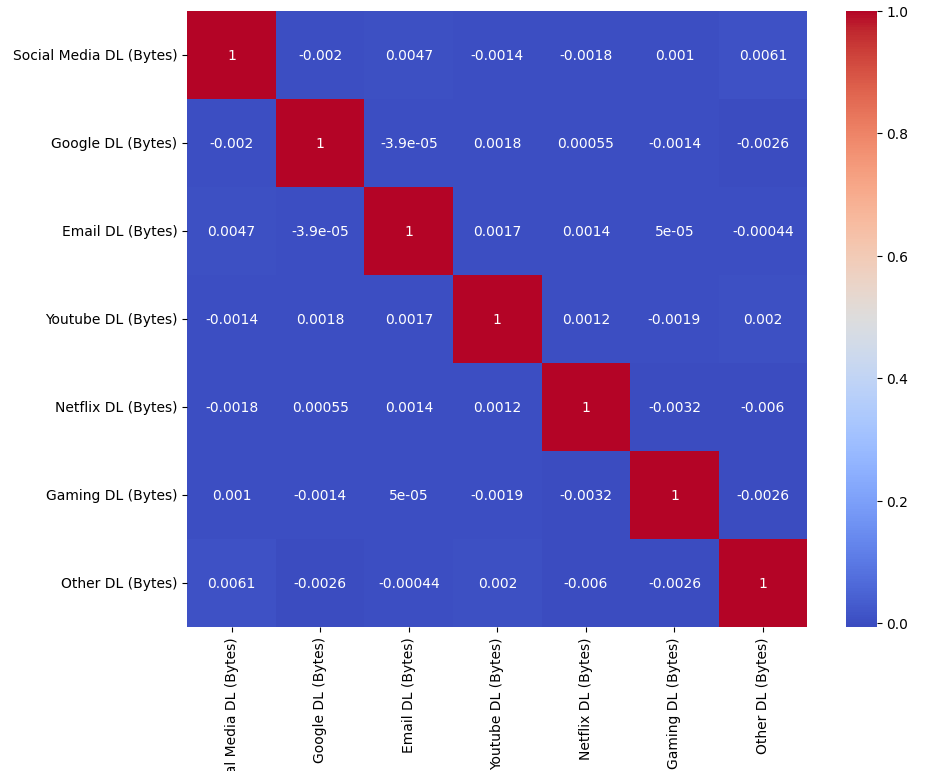 Social Media DL (Bytes) 1 -0.002 0.0047 -0.0014 -0.0018 0.001 0.0061
Google DL (Bytes) -0.002 1 -3.9e-05 0.0018 0.00055 -0.0014 -0.0026
Email DL (Bytes) 0.0047 -3.9e-05 1 0.0017 0.0014 5e-05 -0.00044
Youtube DL (Bytes) -0.0014 0.0018 0.0017 1 0.0012 -0.0019 0.002
Netflix DL (Bytes) -0.0018 0.00055 0.0014 0.0012 1 -0.0032 -0.006
Gaming DL (Bytes) 0.001 -0.0014 5e-05 -0.0019 -0.0032 1 -0.0026
Other DL (Bytes) 0.0061 -0.0026 -0.00044 0.002 -0.006 -0.0026 1
al Media DL (Bytes)
Google DL (Bytes)
Email DL (Bytes)
Youtube DL (Bytes)
Netflix DL (Bytes)
Gaming DL (Bytes)
Other DL (Bytes)
1.0
0.8
0.6
0.4
0.2
0.0